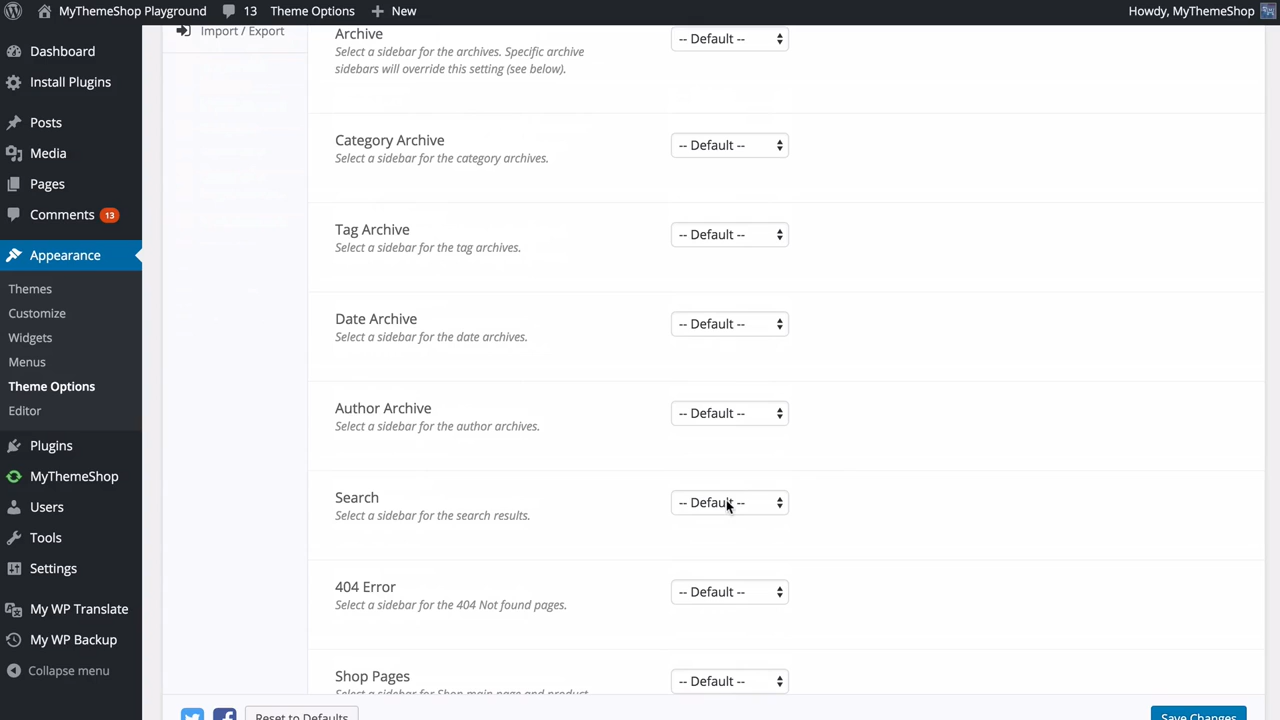 MyThemeShop Playground 13 Theme Options New Howdy, MyThemeShop
Dashboard
Install Plugins
Posts
Media
Pages
Comments 13
Appearance
Themes
Customize
Widgets
Menus
Theme Options
Editor
Plugins
MyThemeShop
Users
Tools
Settings
My WP Translate
My WP Backup
Collapse menu
Import / Export
Archive
Select a sidebar for the archives. Specific archive
sidebars will override this setting (see below).
-- Default --
Category Archive
Select a sidebar for the category archives.
-- Default --
Tag Archive
Select a sidebar for the tag archives.
-- Default --
Date Archive
Select a sidebar for the date archives.
-- Default --
Author Archive
Select a sidebar for the author archives.
-- Default --
Search
Select a sidebar for the search results.
-- Default --
404 Error
Select a sidebar for the 404 Not found pages.
-- Default --
Shop Pages
Select a sidebar for Shop main page and product
-- Default --
Reset to Defaults
Save Changes